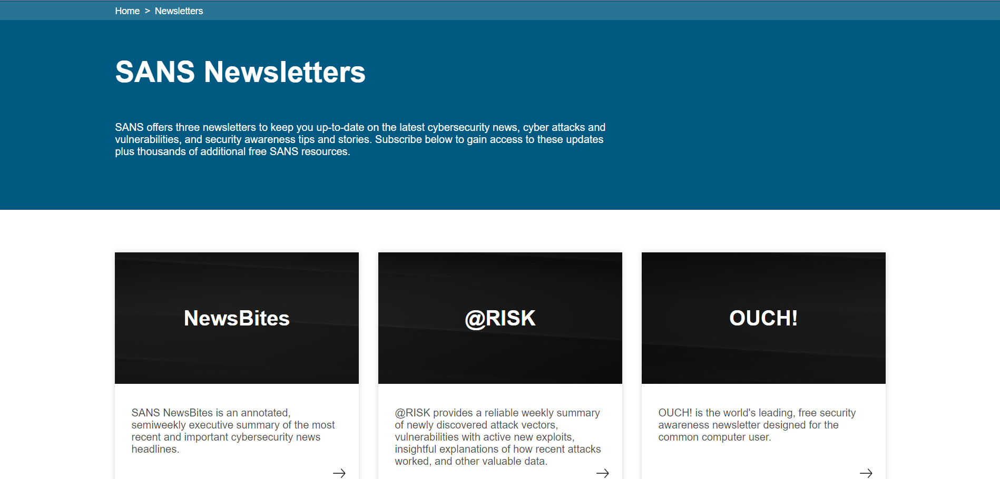 Home > Newsletters
SANS Newsletters
SANS offers three newsletters to keep you up-to-date on the latest cybersecurity news, cyber attacks and
vulnerabilities, and security awareness tips and stories. Subscribe below to gain access to these updates
plus thousands of additional free SANS resources.
NewsBites
SANS NewsBites is an annotated,
semiweekly executive summary of the most
recent and important cybersecurity news
headlines.
@RISK
@RISK provides a reliable weekly summary
of newly discovered attack vectors,
vulnerabilities with active new exploits,
insightful explanations of how recent attacks
worked, and other valuable data.
OUCH!
OUCH! is the world's leading, free security
awareness newsletter designed for the
common computer user.